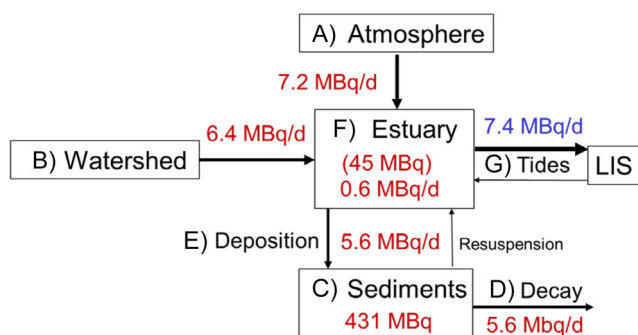 A) Atmosphere
7.2 MBq/d
6.4 MBq/d
B) Watershed
F) Estuary
(45 MBq)
0.6 MBq/d
7.4 MBq/d
G) Tides
LIS
E) Deposition
5.6 MBq/d
Resuspension
C) Sediments
431 MBq
D) Decay
5.6 Mbq/d